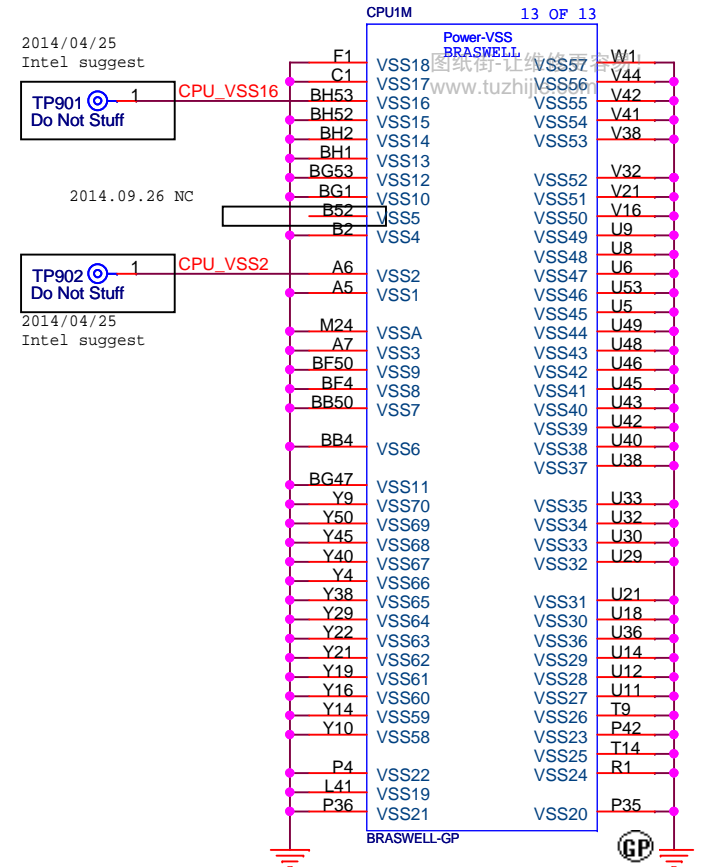 CPU1M 13 OF 13
Power-VSS
BRASWELL
图纸街-让维修更容易!
www.tuzhijie.com
2014/04/25
Intel suggest
TP901 1 CPU_VSS16
Do Not Stuff
2014.09.26 NC
TP902 1 CPU_VSS2
Do Not Stuff
2014/04/25
Intel suggest
F1 VSS18 VSS57 W1
C1 VSS17 VSS56 V44
BH53 VSS16 VSS55 V42
BH52 VSS15 VSS54 V41
BH2 VSS14 VSS53 V38
BH1 VSS13
BG53 VSS12 VSS52 V32
BG1 VSS10 VSS51 V21
B52 VSS5 VSS50 V16
B2 VSS4 VSS49 U9
VSS48 U8
A6 VSS2 VSS47 U6
A5 VSS1 VSS46 U53
VSS45 U5
M24 VSSA VSS44 U49
A7 VSS3 VSS43 U48
BF50 VSS9 VSS42 U46
BF4 VSS8 VSS41 U45
BB50 VSS7 VSS40 U43
VSS39 U42
BB4 VSS6 VSS38 U40
VSS37 U38
BG47 VSS11
Y9 VSS70 VSS35 U33
Y50 VSS69 VSS34 U32
Y45 VSS68 VSS33 U30
Y40 VSS67 VSS32 U29
Y4 VSS66
Y38 VSS65 VSS31 U21
Y29 VSS64 VSS30 U18
Y22 VSS63 VSS36 U36
Y21 VSS62 VSS29 U14
Y19 VSS61 VSS28 U12
Y16 VSS60 VSS27 U11
Y14 VSS59 VSS26 T9
Y10 VSS58 VSS23 P42
VSS25 T14
P4 VSS22 VSS24 R1
L41 VSS19
P36 VSS21 VSS20 P35
BRASWELL-GP
GP